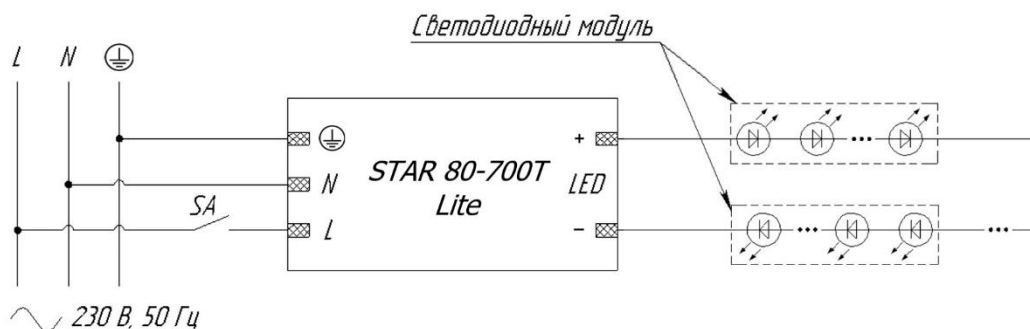 Светодиодный модуль
L N
+
STAR 80-700T
Lite
N
LED
SA
L
−
230 В, 50 Гц